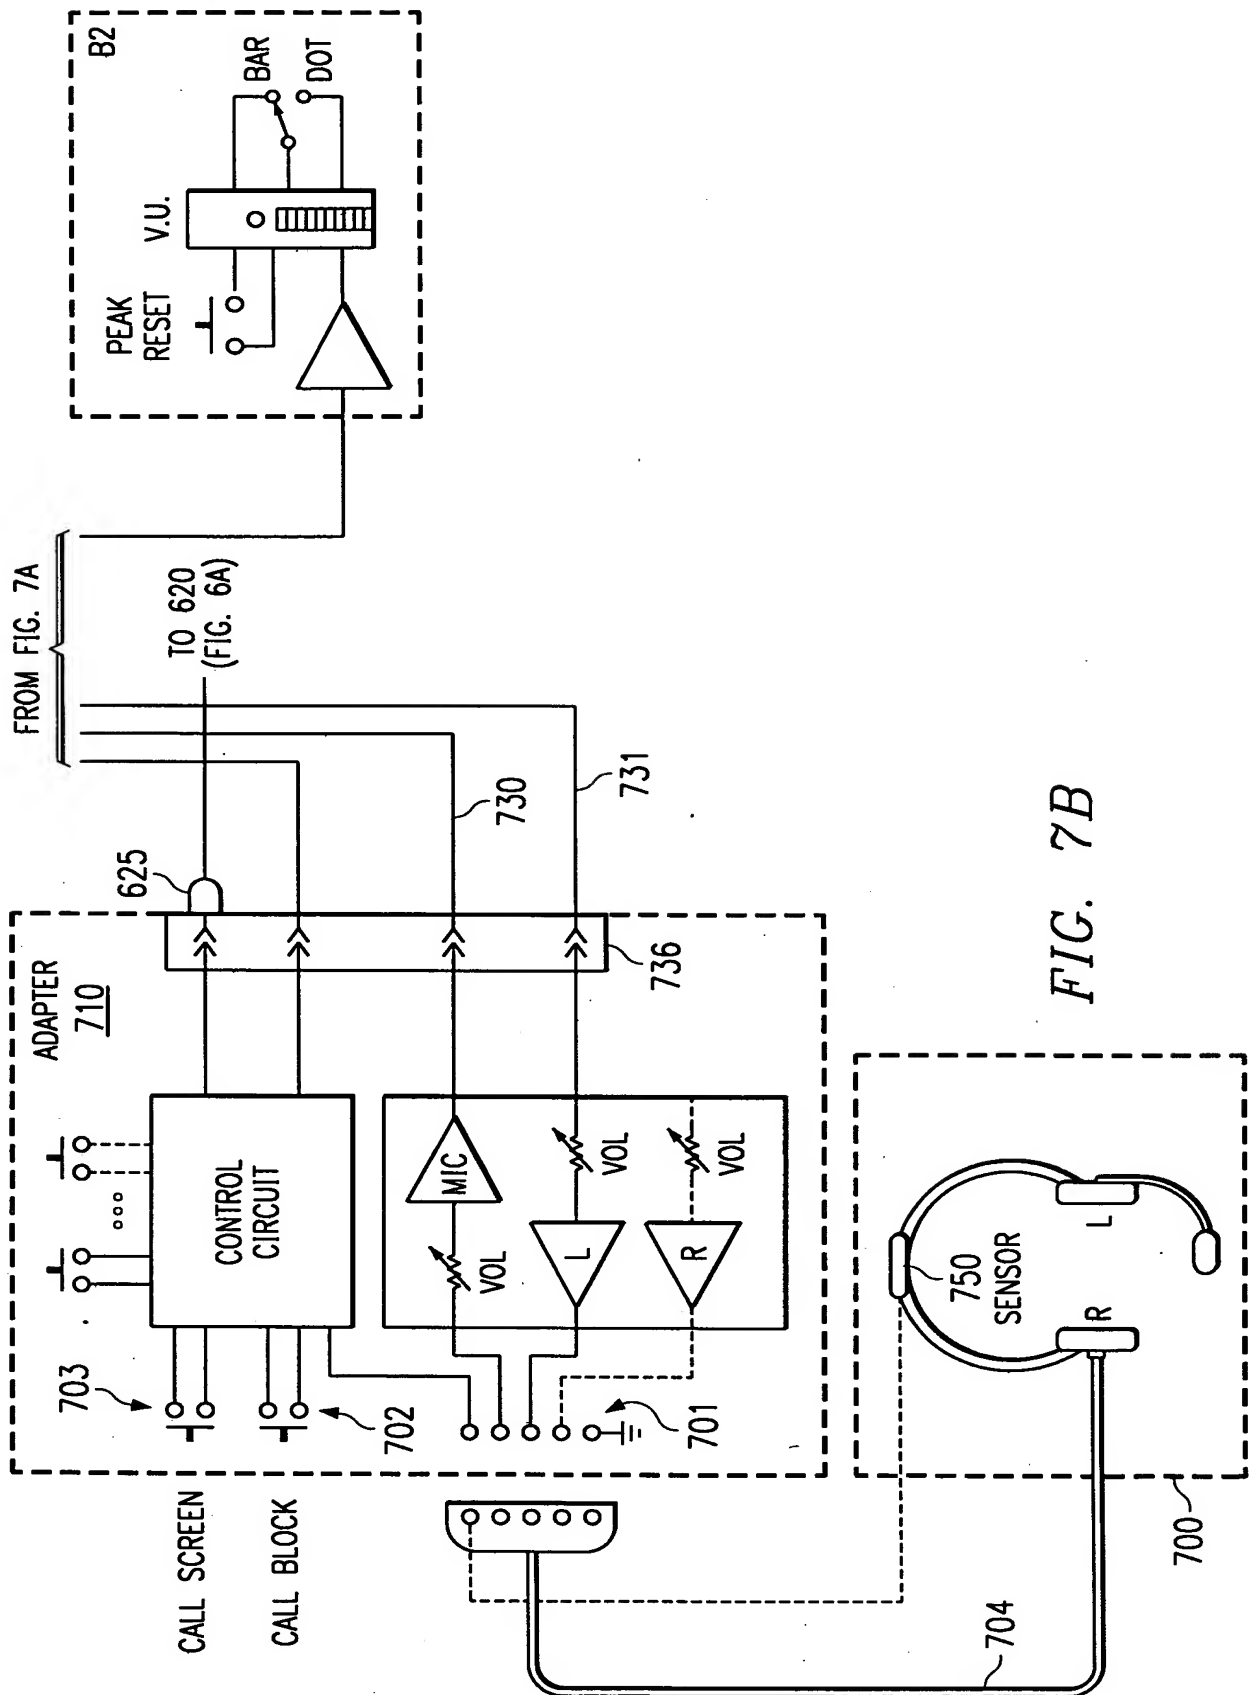 FROM FIG. 7A
B2
PEAK
RESET
V.U.
BAR
DOT
TO 620
(FIG. 6A)
625
730
731
736
ADAPTER
710
CONTROL
CIRCUIT
MIC
VOL
L
VOL
R
VOL
703
702
701
CALL SCREEN
CALL BLOCK
750
SENSOR
R
L
700
704
FIG. 7B